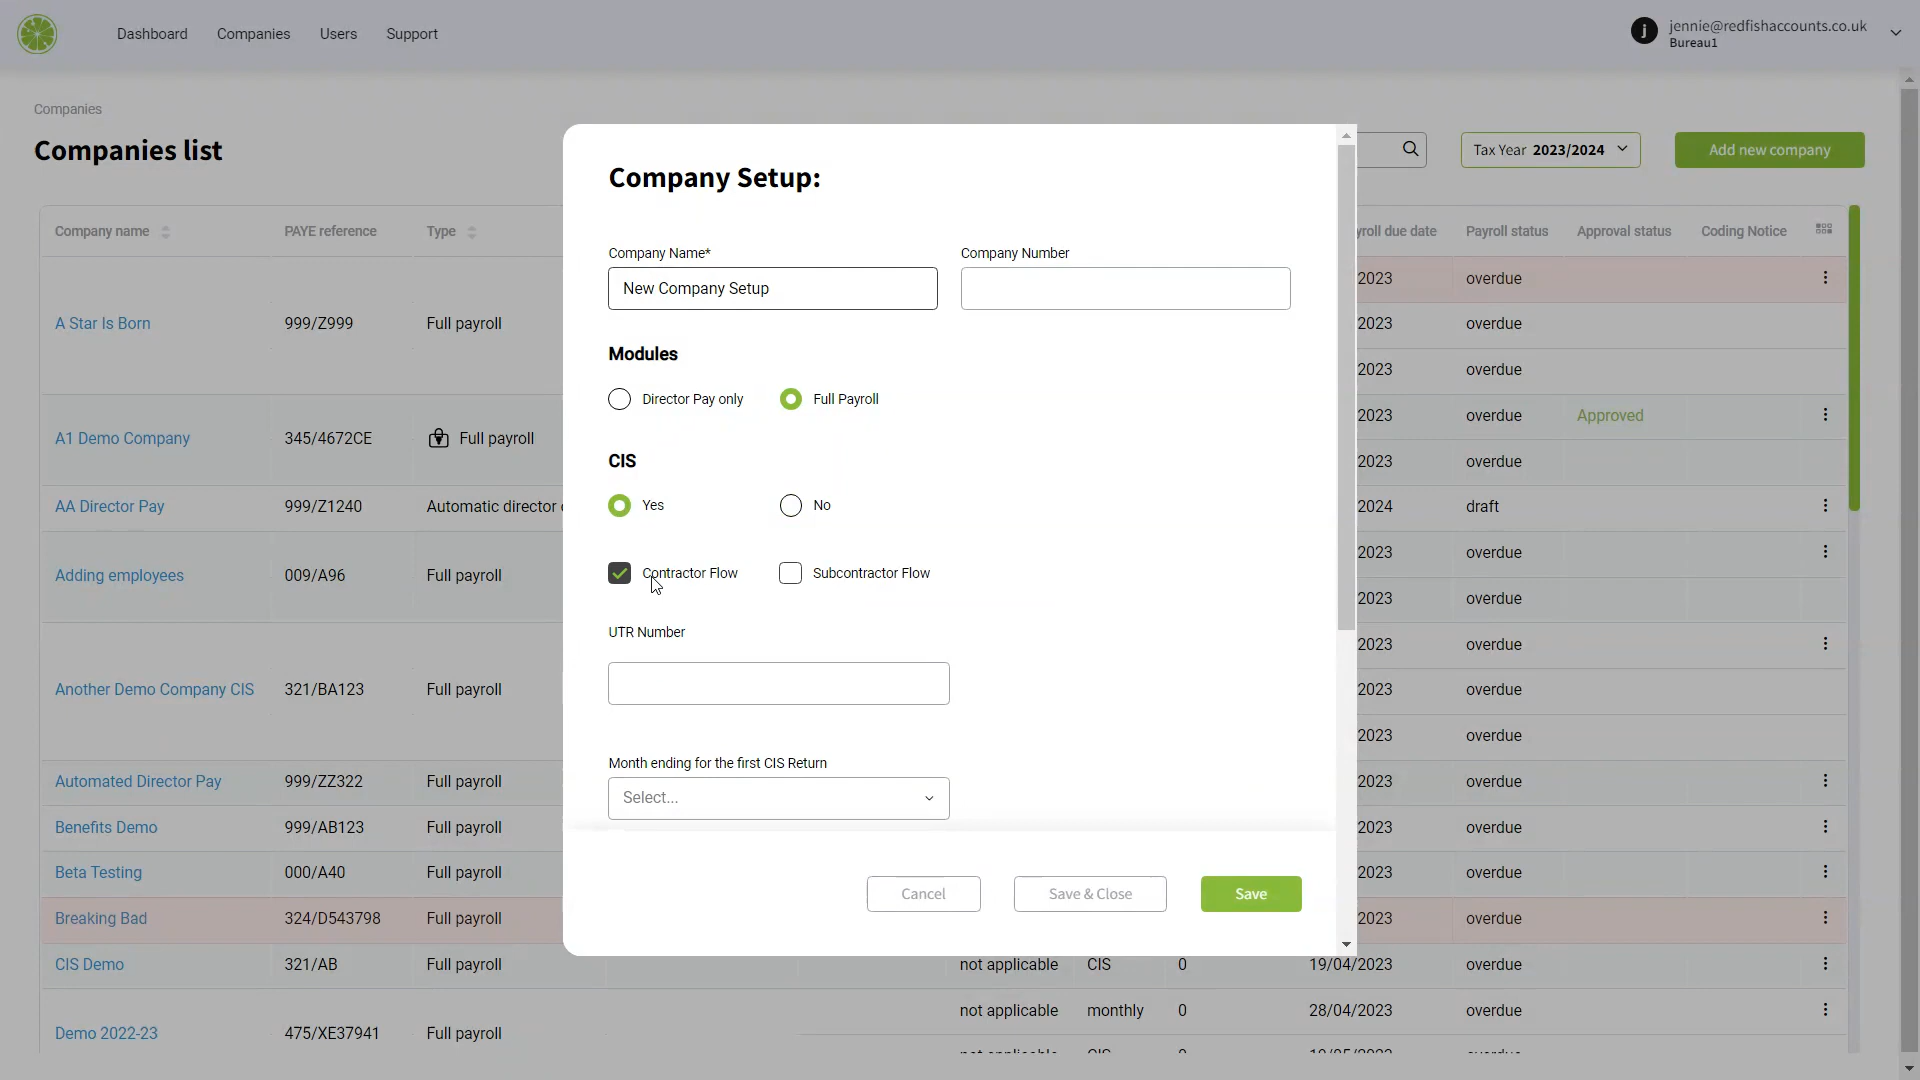 Dashboard Companies Users Support
j jennie@redfishaccounts.co.uk
Bureau1
Companies
Companies list
Tax Year 2023/2024
Add new company
Company name PAYE reference Type
roll due date Payroll status Approval status Coding Notice
A Star Is Born 999/Z999 Full payroll
A1 Demo Company 345/4672CE Full payroll
AA Director Pay 999/Z1240 Automatic director
Adding employees 009/A96 Full payroll
Another Demo Company CIS 321/BA123 Full payroll
Automated Director Pay 999/ZZ322 Full payroll
Benefits Demo 999/AB123 Full payroll
Beta Testing 000/A40 Full payroll
Breaking Bad 324/D543798 Full payroll
CIS Demo 321/AB Full payroll
Demo 2022-23 475/XE37941 Full payroll
Company Setup:
Company Name* Company Number
New Company Setup
Modules
Director Pay only Full Payroll
CIS
Yes No
Contractor Flow Subcontractor Flow
UTR Number
Month ending for the first CIS Return
Select...
Cancel Save & Close Save
2023 overdue
2023 overdue
2023 overdue
2023 overdue Approved
2023 overdue
2024 draft
2023 overdue
2023 overdue
2023 overdue
2023 overdue
2023 overdue
2023 overdue
2023 overdue
2023 overdue
2023 overdue
not applicable CIS 0 19/04/2023 overdue
not applicable monthly 0 28/04/2023 overdue